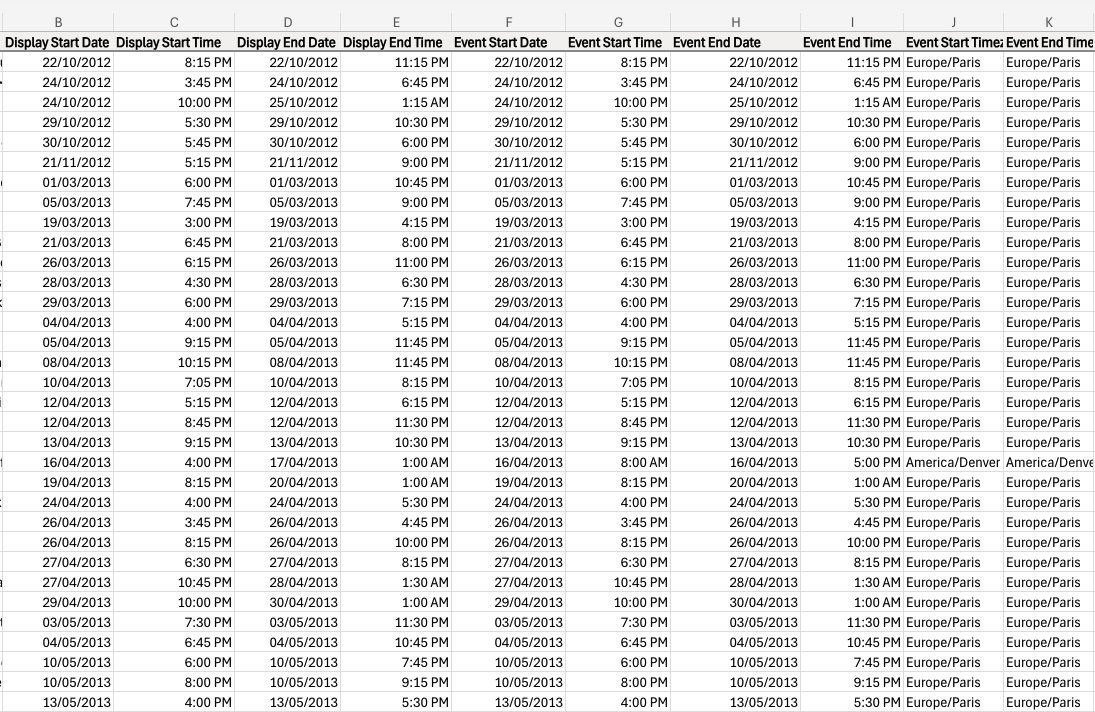 B C D E F G H I J K
Display Start Date Display Start Time Display End Date Display End Time Event Start Date Event Start Time Event End Date Event End Time Event Start Timez Event End Time
22/10/2012 8:15 PM 22/10/2012 11:15 PM 22/10/2012 8:15 PM 22/10/2012 11:15 PM Europe/Paris Europe/Paris
24/10/2012 3:45 PM 24/10/2012 6:45 PM 24/10/2012 3:45 PM 24/10/2012 6:45 PM Europe/Paris Europe/Paris
24/10/2012 10:00 PM 25/10/2012 1:15 AM 24/10/2012 10:00 PM 25/10/2012 1:15 AM Europe/Paris Europe/Paris
29/10/2012 5:30 PM 29/10/2012 10:30 PM 29/10/2012 5:30 PM 29/10/2012 10:30 PM Europe/Paris Europe/Paris
30/10/2012 5:45 PM 30/10/2012 6:00 PM 30/10/2012 5:45 PM 30/10/2012 6:00 PM Europe/Paris Europe/Paris
21/11/2012 5:15 PM 21/11/2012 9:00 PM 21/11/2012 5:15 PM 21/11/2012 9:00 PM Europe/Paris Europe/Paris
01/03/2013 6:00 PM 01/03/2013 10:45 PM 01/03/2013 6:00 PM 01/03/2013 10:45 PM Europe/Paris Europe/Paris
05/03/2013 7:45 PM 05/03/2013 9:00 PM 05/03/2013 7:45 PM 05/03/2013 9:00 PM Europe/Paris Europe/Paris
19/03/2013 3:00 PM 19/03/2013 4:15 PM 19/03/2013 3:00 PM 19/03/2013 4:15 PM Europe/Paris Europe/Paris
21/03/2013 6:45 PM 21/03/2013 8:00 PM 21/03/2013 6:45 PM 21/03/2013 8:00 PM Europe/Paris Europe/Paris
26/03/2013 6:15 PM 26/03/2013 11:00 PM 26/03/2013 6:15 PM 26/03/2013 11:00 PM Europe/Paris Europe/Paris
28/03/2013 4:30 PM 28/03/2013 6:30 PM 28/03/2013 4:30 PM 28/03/2013 6:30 PM Europe/Paris Europe/Paris
29/03/2013 6:00 PM 29/03/2013 7:15 PM 29/03/2013 6:00 PM 29/03/2013 7:15 PM Europe/Paris Europe/Paris
04/04/2013 4:00 PM 04/04/2013 5:15 PM 04/04/2013 4:00 PM 04/04/2013 5:15 PM Europe/Paris Europe/Paris
05/04/2013 9:15 PM 05/04/2013 11:45 PM 05/04/2013 9:15 PM 05/04/2013 11:45 PM Europe/Paris Europe/Paris
08/04/2013 10:15 PM 08/04/2013 11:45 PM 08/04/2013 10:15 PM 08/04/2013 11:45 PM Europe/Paris Europe/Paris
10/04/2013 7:05 PM 10/04/2013 8:15 PM 10/04/2013 7:05 PM 10/04/2013 8:15 PM Europe/Paris Europe/Paris
12/04/2013 5:15 PM 12/04/2013 6:15 PM 12/04/2013 5:15 PM 12/04/2013 6:15 PM Europe/Paris Europe/Paris
12/04/2013 8:45 PM 12/04/2013 11:30 PM 12/04/2013 8:45 PM 12/04/2013 11:30 PM Europe/Paris Europe/Paris
13/04/2013 9:15 PM 13/04/2013 10:30 PM 13/04/2013 9:15 PM 13/04/2013 10:30 PM Europe/Paris Europe/Paris
16/04/2013 4:00 PM 17/04/2013 1:00 AM 16/04/2013 8:00 AM 16/04/2013 5:00 PM America/Denver America/Denve
19/04/2013 8:15 PM 20/04/2013 1:00 AM 19/04/2013 8:15 PM 20/04/2013 1:00 AM Europe/Paris Europe/Paris
24/04/2013 4:00 PM 24/04/2013 5:30 PM 24/04/2013 4:00 PM 24/04/2013 5:30 PM Europe/Paris Europe/Paris
26/04/2013 3:45 PM 26/04/2013 4:45 PM 26/04/2013 3:45 PM 26/04/2013 4:45 PM Europe/Paris Europe/Paris
26/04/2013 8:15 PM 26/04/2013 10:00 PM 26/04/2013 8:15 PM 26/04/2013 10:00 PM Europe/Paris Europe/Paris
27/04/2013 6:30 PM 27/04/2013 8:15 PM 27/04/2013 6:30 PM 27/04/2013 8:15 PM Europe/Paris Europe/Paris
27/04/2013 10:45 PM 28/04/2013 1:30 AM 27/04/2013 10:45 PM 28/04/2013 1:30 AM Europe/Paris Europe/Paris
29/04/2013 10:00 PM 30/04/2013 1:00 AM 29/04/2013 10:00 PM 30/04/2013 1:00 AM Europe/Paris Europe/Paris
03/05/2013 7:30 PM 03/05/2013 11:30 PM 03/05/2013 7:30 PM 03/05/2013 11:30 PM Europe/Paris Europe/Paris
04/05/2013 6:45 PM 04/05/2013 10:45 PM 04/05/2013 6:45 PM 04/05/2013 10:45 PM Europe/Paris Europe/Paris
10/05/2013 6:00 PM 10/05/2013 7:45 PM 10/05/2013 6:00 PM 10/05/2013 7:45 PM Europe/Paris Europe/Paris
10/05/2013 8:00 PM 10/05/2013 9:15 PM 10/05/2013 8:00 PM 10/05/2013 9:15 PM Europe/Paris Europe/Paris
13/05/2013 4:00 PM 13/05/2013 5:30 PM 13/05/2013 4:00 PM 13/05/2013 5:30 PM Europe/Paris Europe/Paris